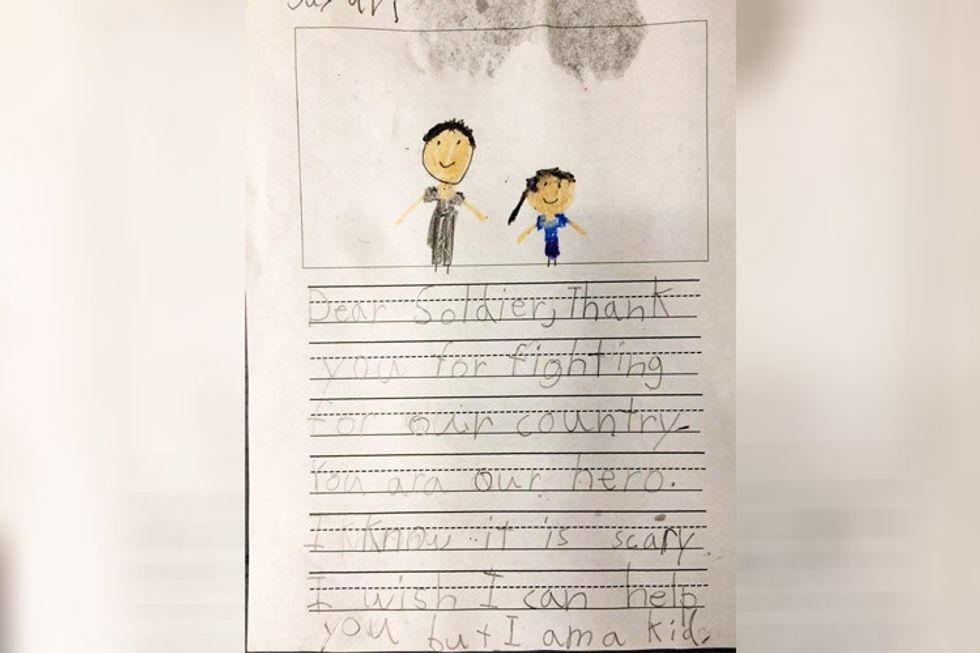 Dear Soldier, Thank
you for fighting
for our country.
You ara our hero.
I know it is scary.
I wish I can help
you but I am a kid.